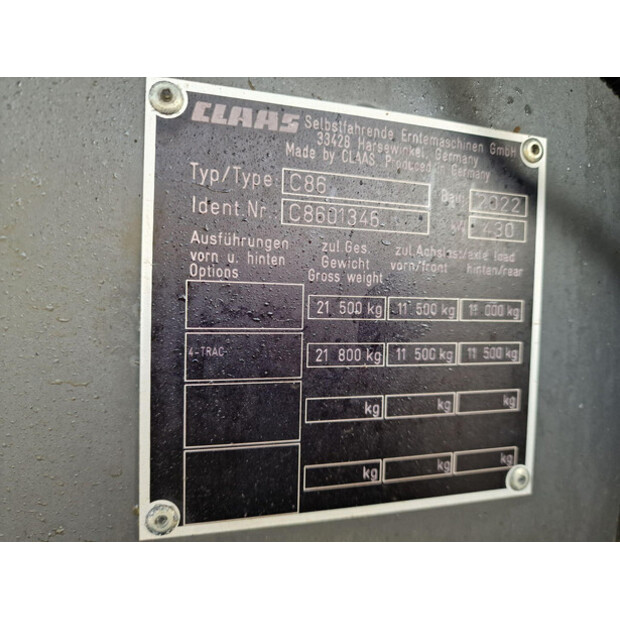 CLAAS Selbstfahrende Erntemaschinen GmbH
33428 Harsewinkel, Germany
Made by CLAAS, Produced in Germany
Typ/Type C86 2022
Ident.Nr. C8601346 430
Ausführungen vorn u. hinten Options
zul.Ges. Gewicht Gross weight
zul.Achslast/axle load
vorn/front hinten/rear
21 500 kg 11 500 kg 11 000 kg
4-TRAC 21 800 kg 11 500 kg 11 500 kg
kg kg kg
kg kg kg